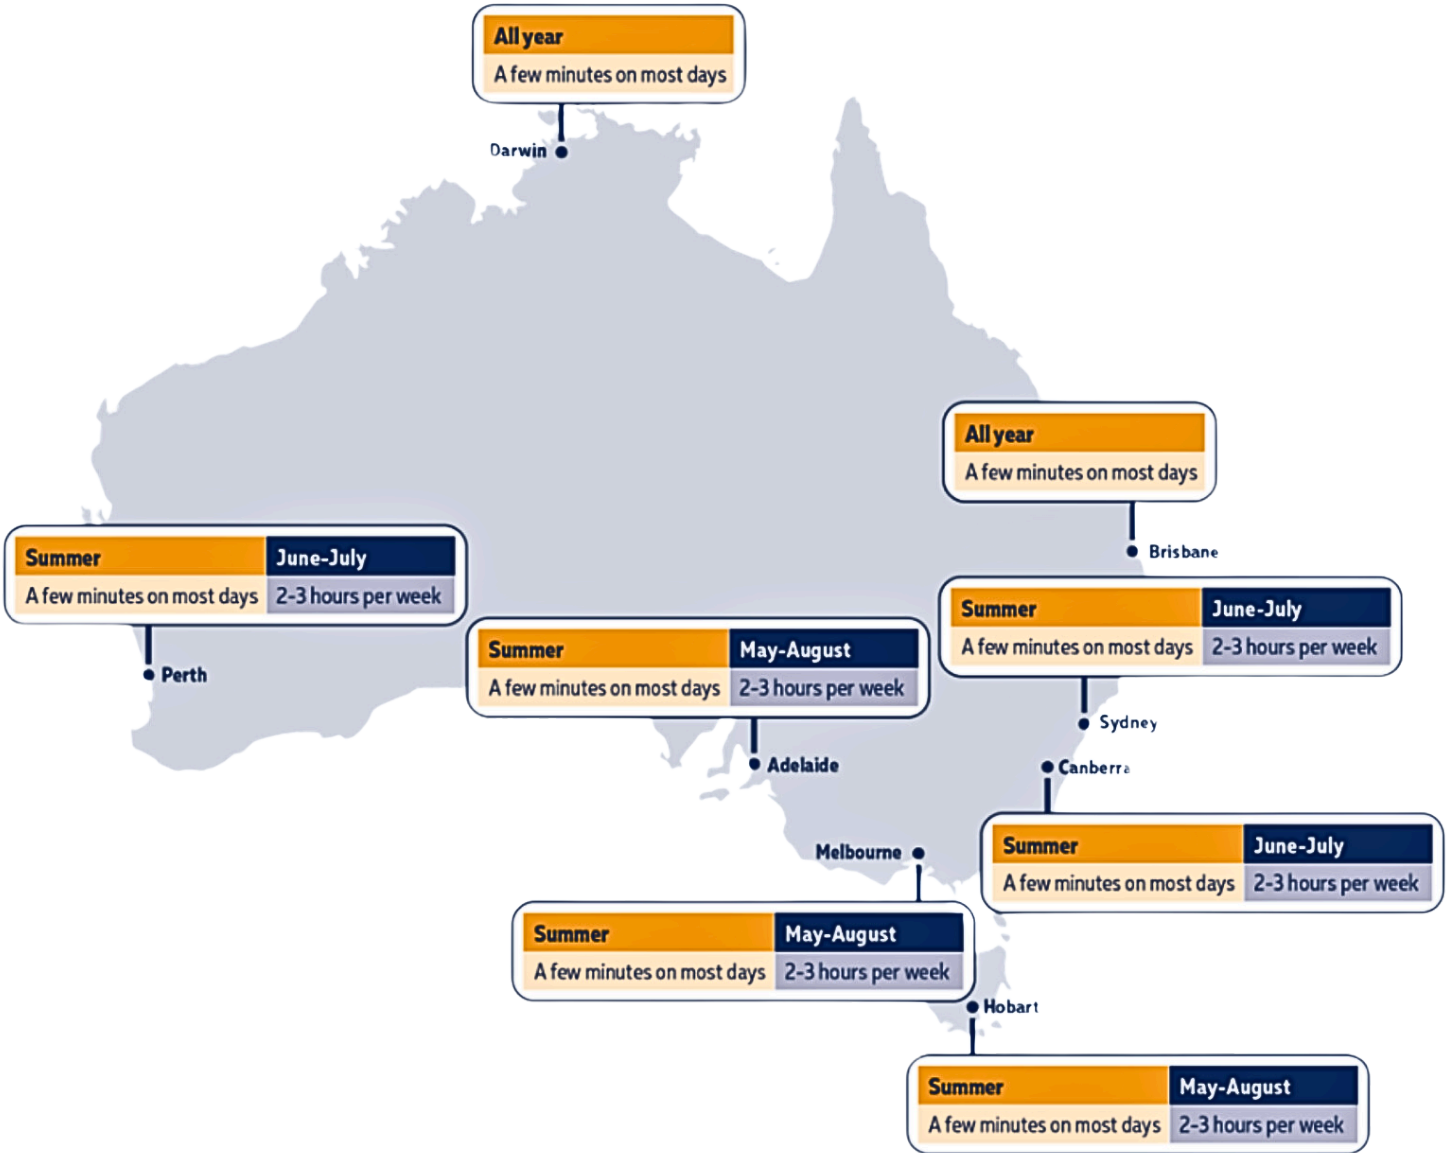 All year
A few minutes on most days
Darwin
All year
A few minutes on most days
Brisbane
Summer June-July
A few minutes on most days 2-3 hours per week
Perth
Summer June-July
A few minutes on most days 2-3 hours per week
Sydney
Summer May-August
A few minutes on most days 2-3 hours per week
Adelaide
Canberra
Summer June-July
A few minutes on most days 2-3 hours per week
Melbourne
Summer May-August
A few minutes on most days 2-3 hours per week
Hobart
Summer May-August
A few minutes on most days 2-3 hours per week